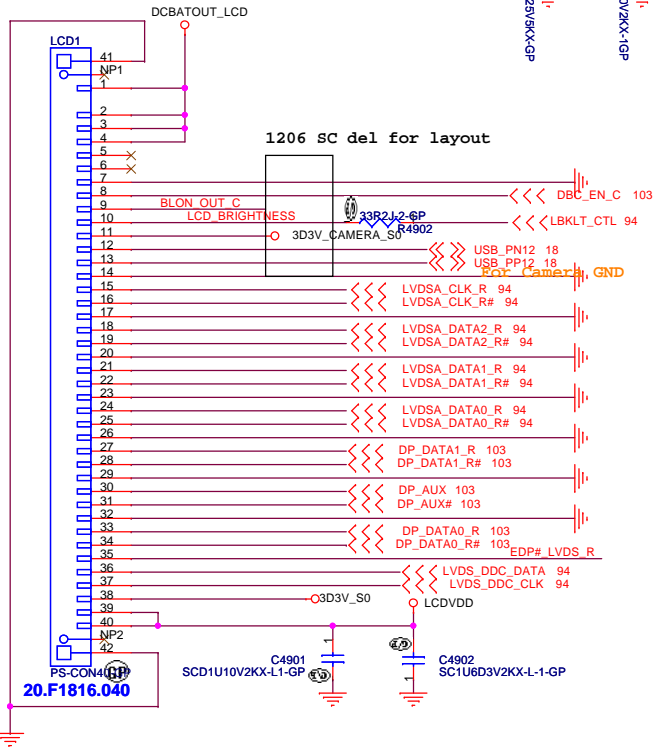 DCBATOUT_LCD
25V5KX-GP
0V2KX-1GP
LCD1
41
NP1
1
2
3
4
5
6
7
8
9
10
11
12
13
14
15
16
17
18
19
20
21
22
23
24
25
26
27
28
29
30
31
32
33
34
35
36
37
38
39
40
NP2
42
1206 SC del for layout
DBC_EN_C 103
BLON_OUT_C
LCD_BRIGHTNESS
33R2J-2-GP
R4902
LBKLT_CTL 94
3D3V_CAMERA_S0
USB_PN12 18
USB_PP12 18
For Camera GND
LVDSA_CLK_R 94
LVDSA_CLK_R# 94
LVDSA_DATA2_R 94
LVDSA_DATA2_R# 94
LVDSA_DATA1_R 94
LVDSA_DATA1_R# 94
LVDSA_DATA0_R 94
LVDSA_DATA0_R# 94
DP_DATA1_R 103
DP_DATA1_R# 103
DP_AUX 103
DP_AUX# 103
DP_DATA0_R 103
DP_DATA0_R# 103
EDP#_LVDS_R
LVDS_DDC_DATA 94
LVDS_DDC_CLK 94
3D3V_S0
LCDVDD
PS-CON40
20.F1816.040
1
C4901
SCD1U10V2KX-L1-GP
1
C4902
SC1U6D3V2KX-L-1-GP